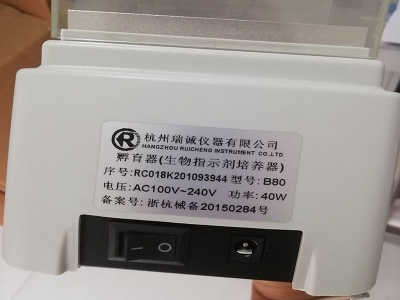 杭州瑞诚仪器有限公司
HANGZHOU RUICHENG INSTRUMENT CO.,LTD
孵育器(生物指示剂培养器)
序号:RC018K201093944 型号:B80
电压:AC100V~240V 功率:40W
备案号:浙杭械备20150284号